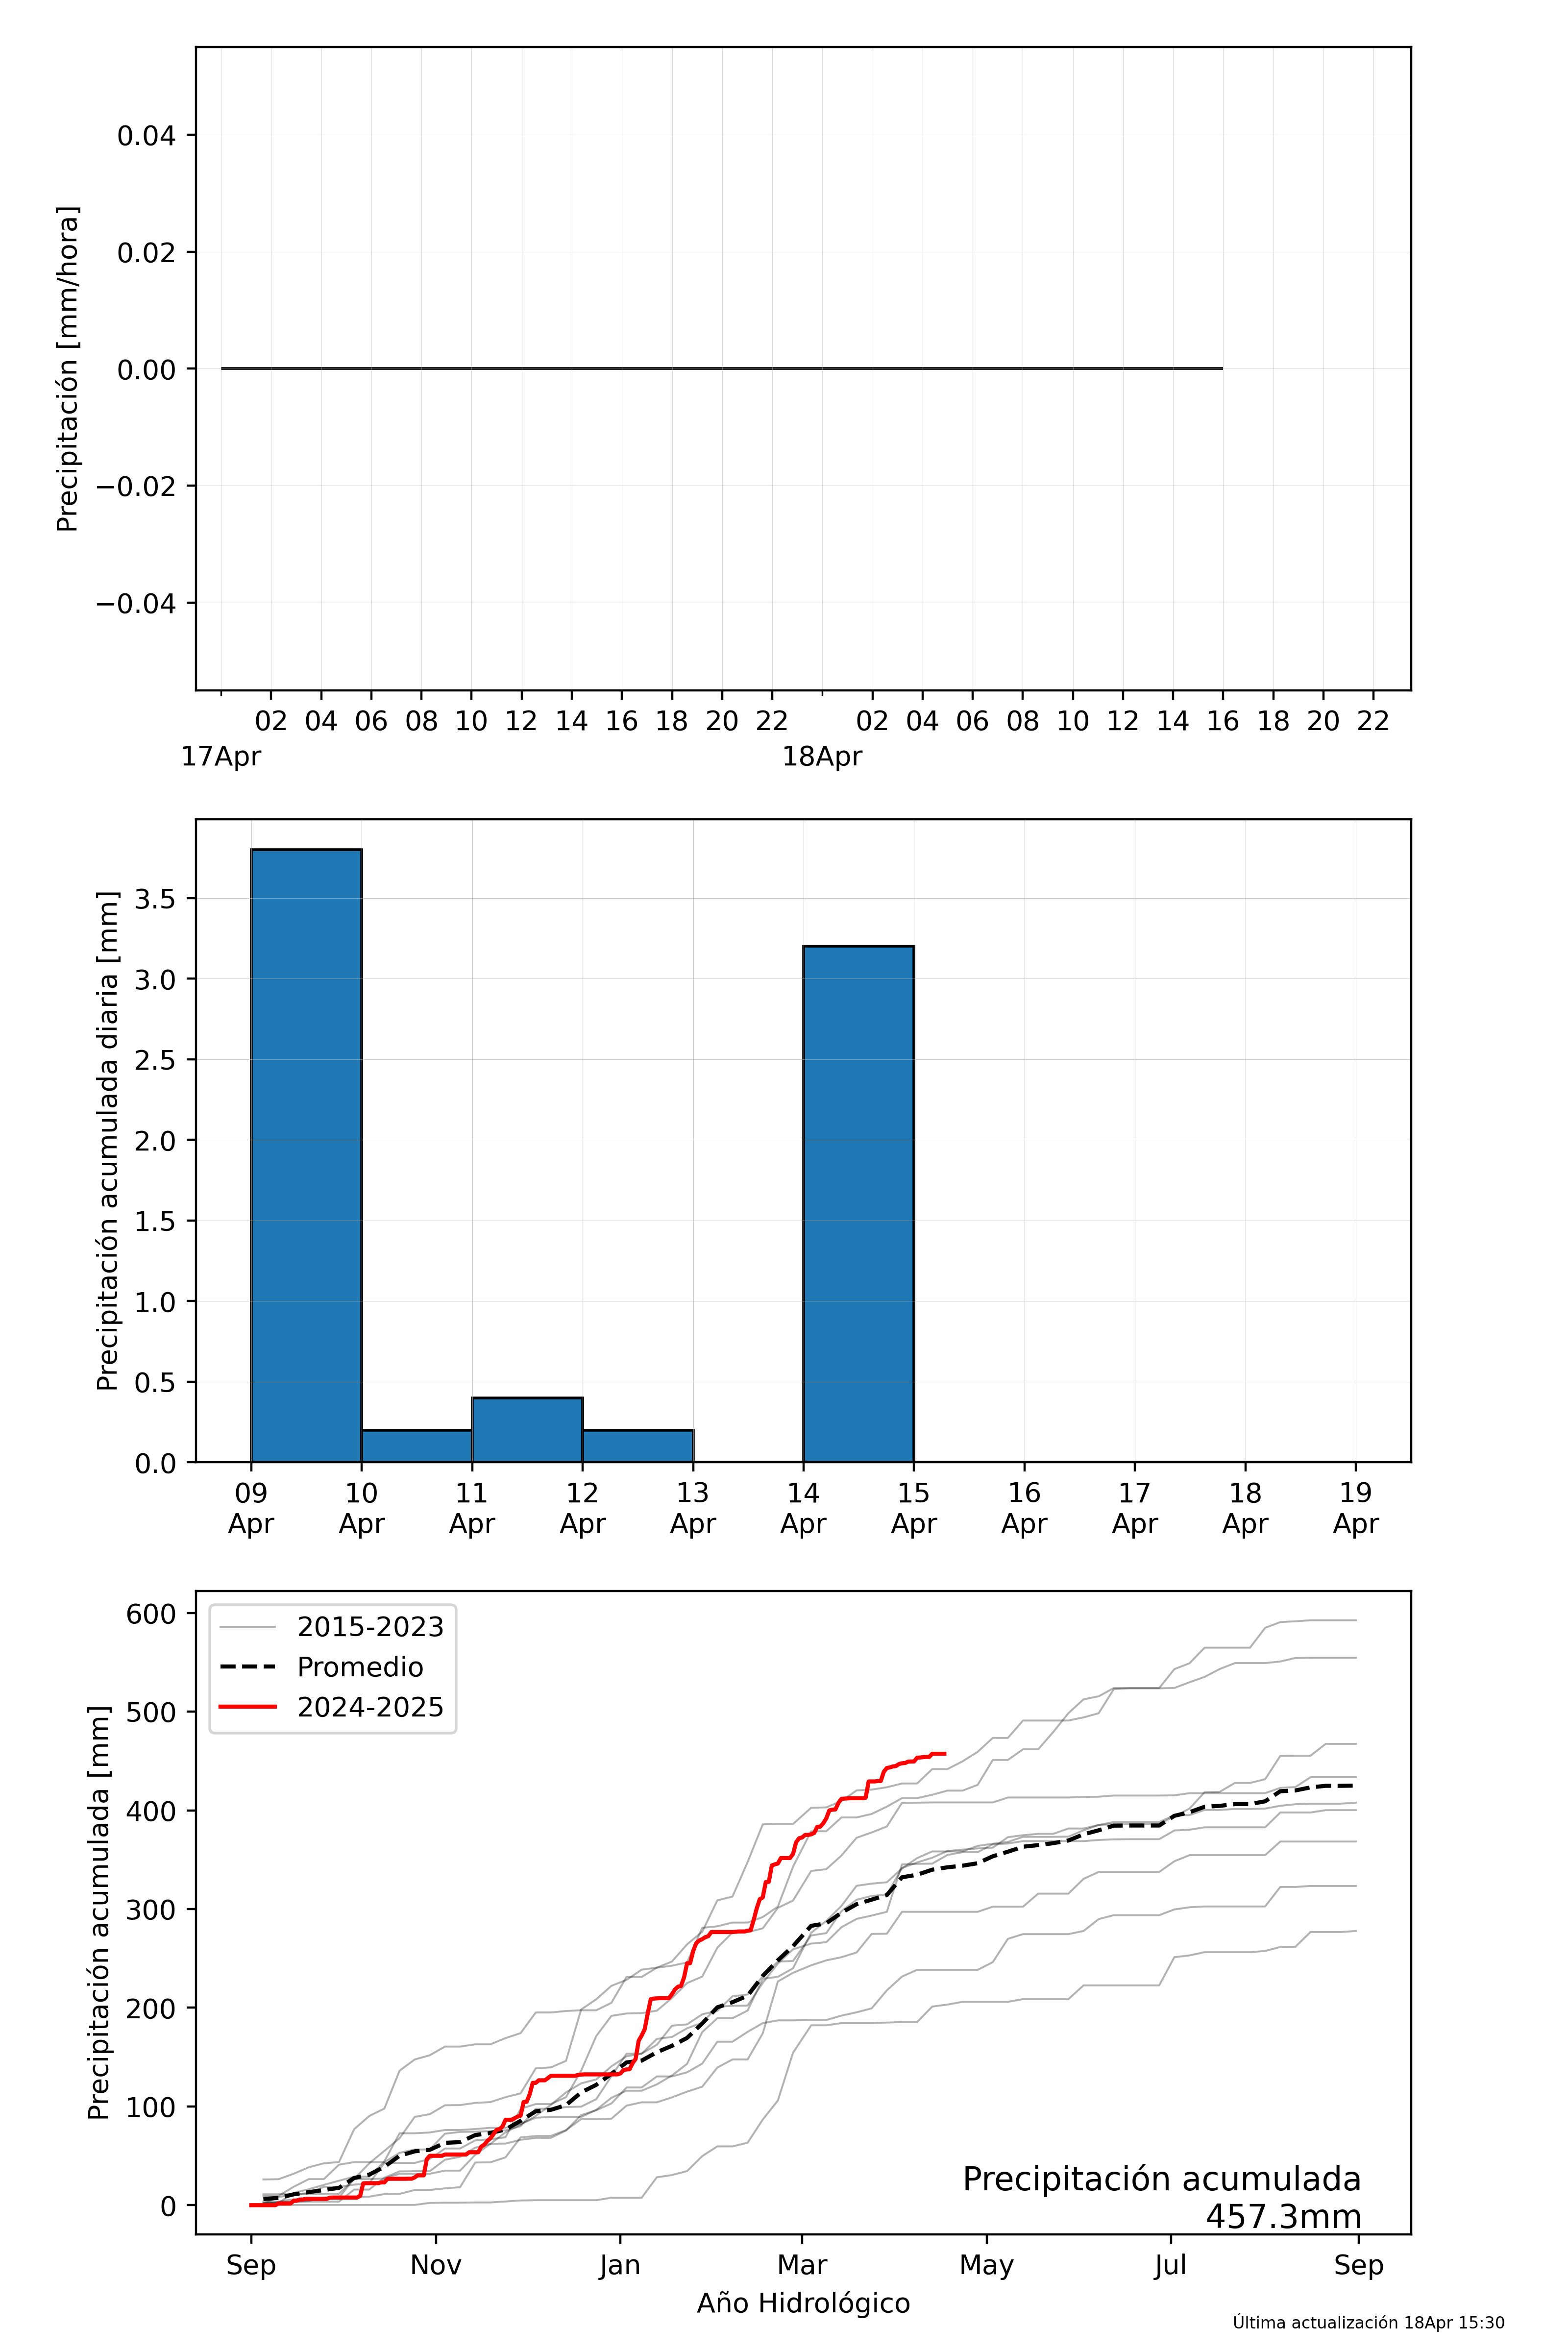 Precipitación [mm/hora]
0.04
0.02
0.00
−0.02
−0.04
02 04 06 08 10 12 14 16 18 20 22 02 04 06 08 10 12 14 16 18 20 22
17Apr 18Apr
Precipitación acumulada diaria [mm]
3.5
3.0
2.5
2.0
1.5
1.0
0.5
0.0
09 10 11 12 13 14 15 16 17 18 19
Apr Apr Apr Apr Apr Apr Apr Apr Apr Apr Apr
Precipitación acumulada [mm]
600
500
400
300
200
100
0
2015-2023
Promedio
2024-2025
Precipitación acumulada
457.3mm
Sep Nov Jan Mar May Jul Sep
Año Hidrológico
Última actualización 18Apr 15:30